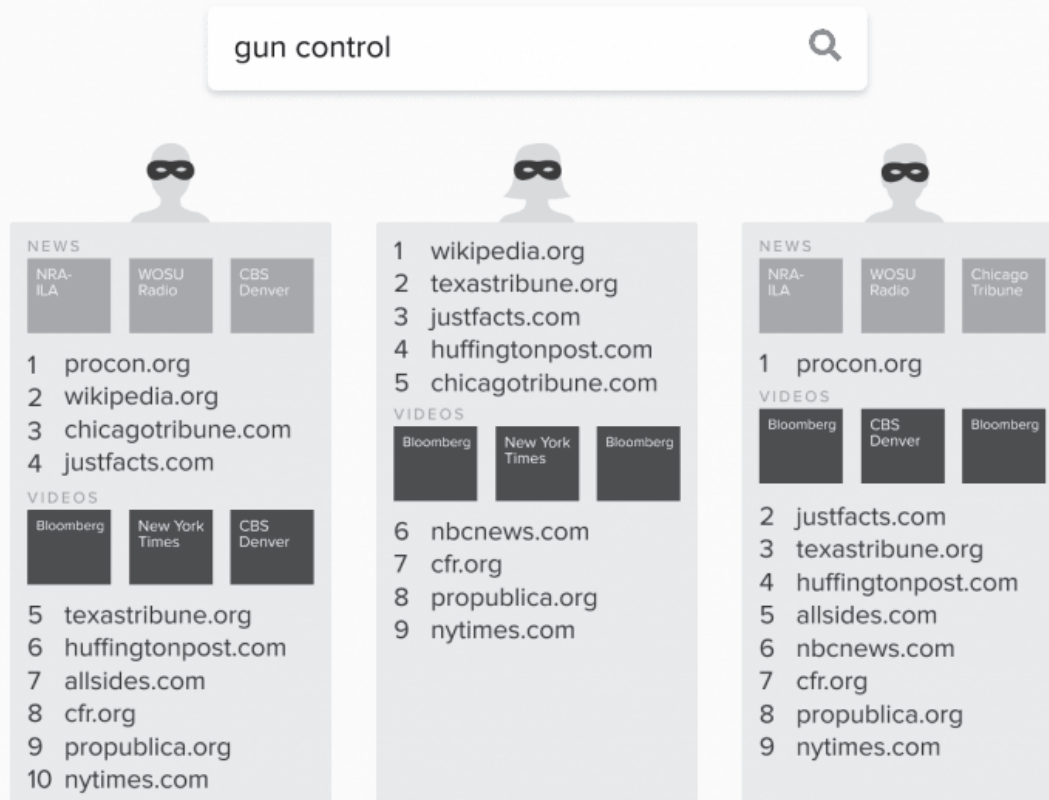 gun control
NEWS
NRA-
ILA
WOSU
Radio
CBS
Denver
1 procon.org
2 wikipedia.org
3 chicagotribune.com
4 justfacts.com
VIDEOS
Bloomberg
New York
Times
CBS
Denver
5 texastribune.org
6 huffingtonpost.com
7 allsides.com
8 cfr.org
9 propublica.org
10 nytimes.com
1 wikipedia.org
2 texastribune.org
3 justfacts.com
4 huffingtonpost.com
5 chicagotribune.com
VIDEOS
Bloomberg
New York
Times
Bloomberg
6 nbcnews.com
7 cfr.org
8 propublica.org
9 nytimes.com
NEWS
NRA-
ILA
WOSU
Radio
Chicago
Tribune
1 procon.org
VIDEOS
Bloomberg
CBS
Denver
Bloomberg
2 justfacts.com
3 texastribune.org
4 huffingtonpost.com
5 allsides.com
6 nbcnews.com
7 cfr.org
8 propublica.org
9 nytimes.com